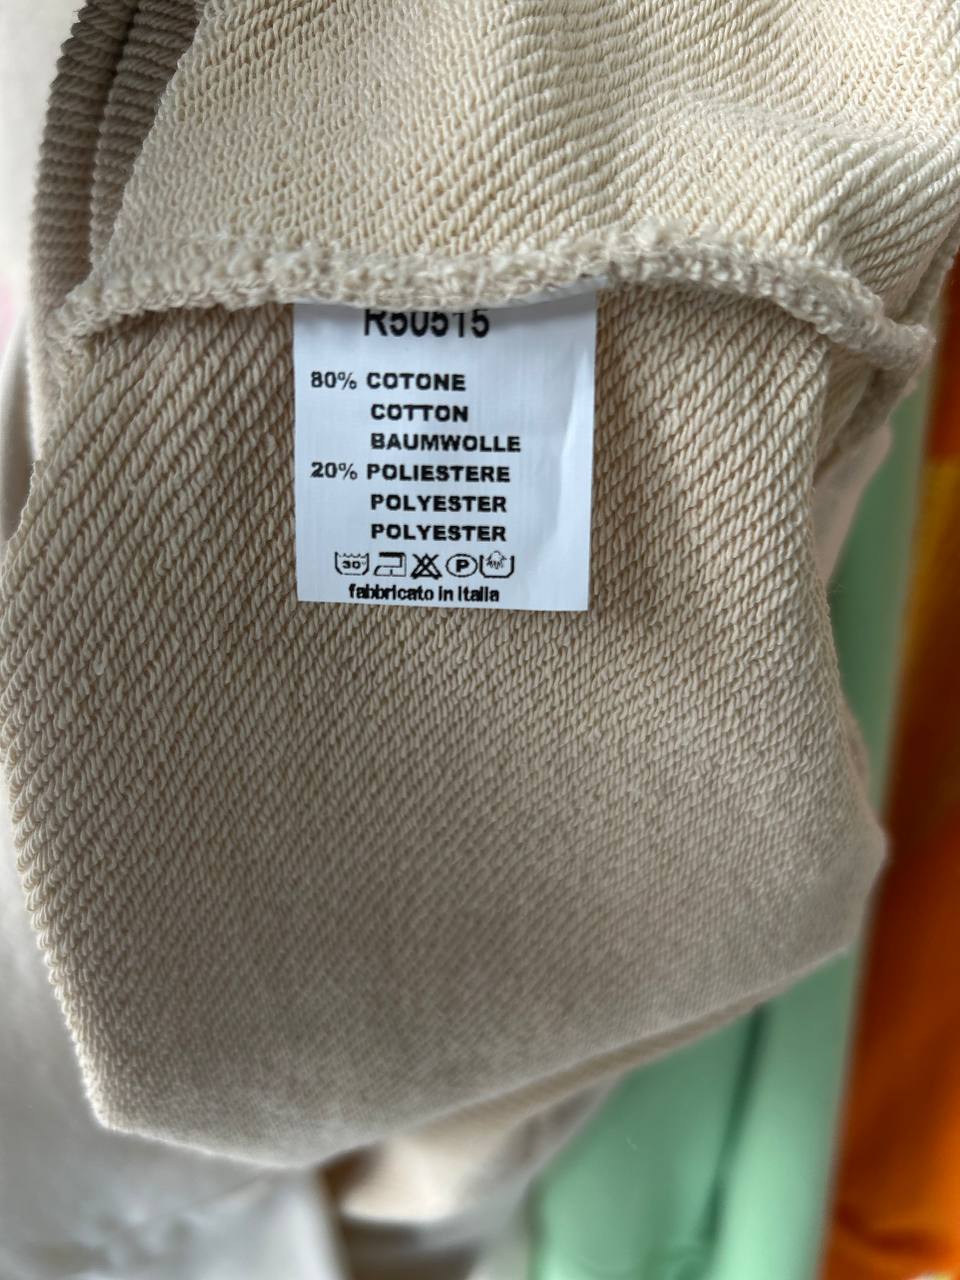 R50515
80% COTONE
COTTON
BAUMWOLLE
20% POLIESTERE
POLYESTER
POLYESTER
30° P
fabbricato in Italia